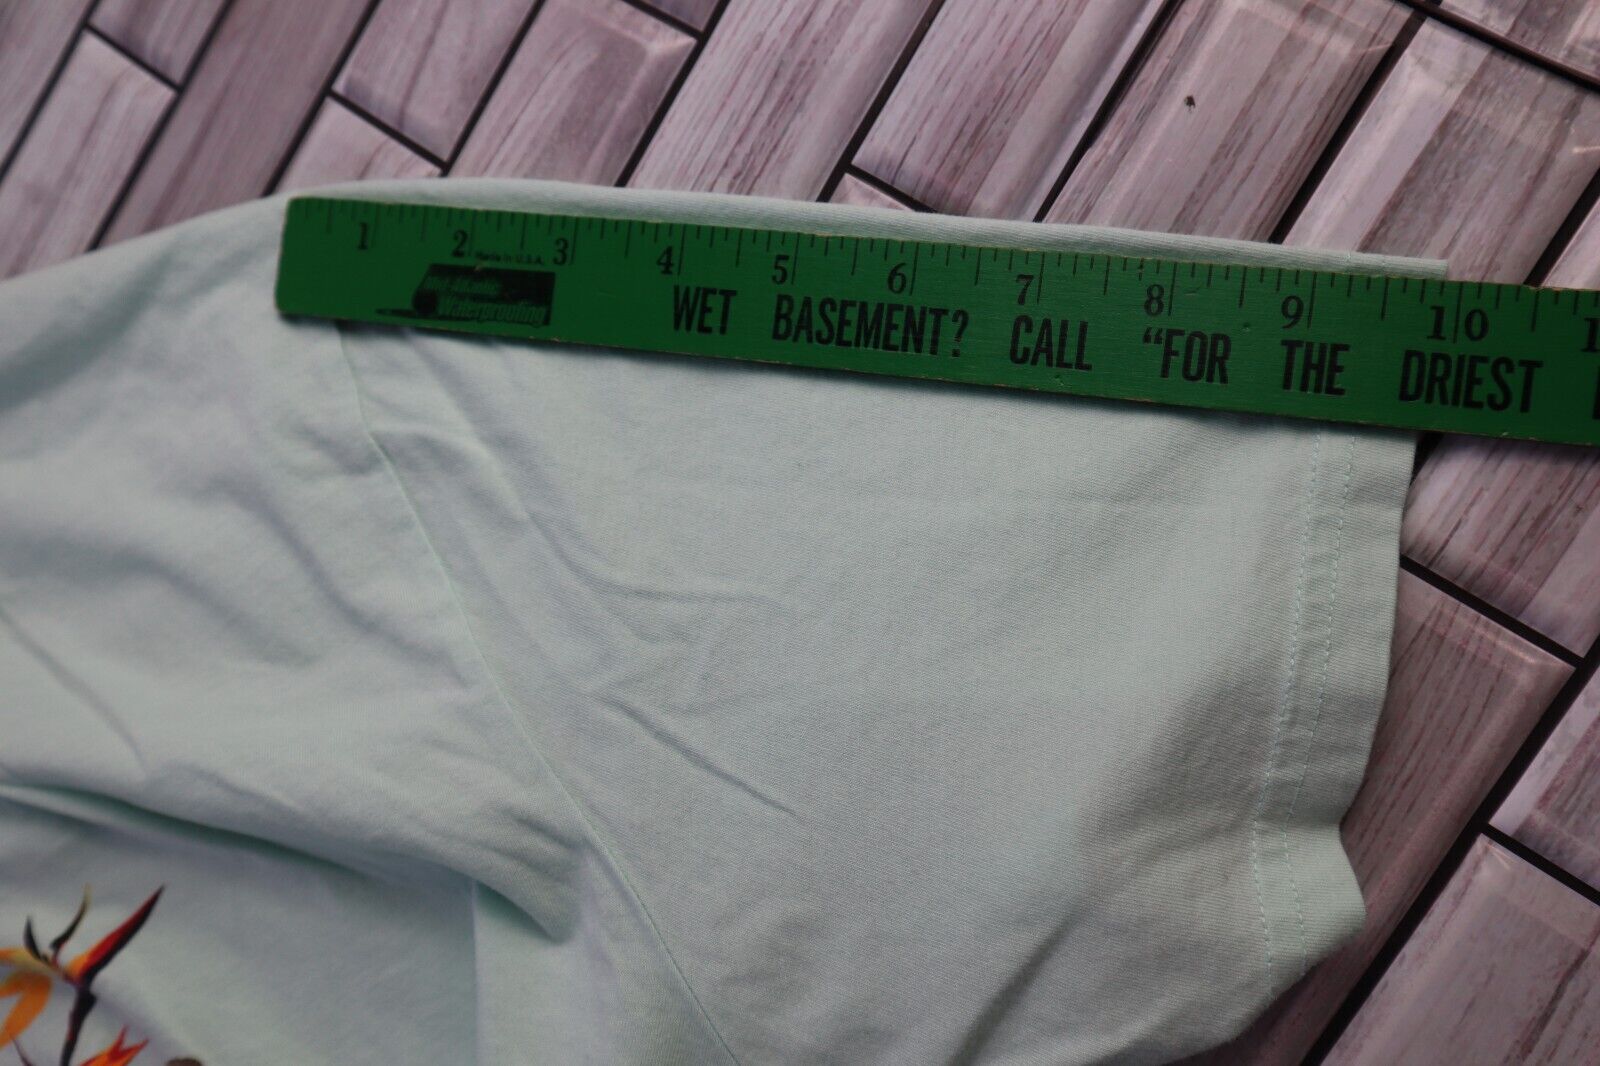 1 2 3 4 5 6 7 8 9 10
Made in U.S.A.
Mid-Atlantic
Waterproofing
WET BASEMENT? CALL "FOR THE DRIEST